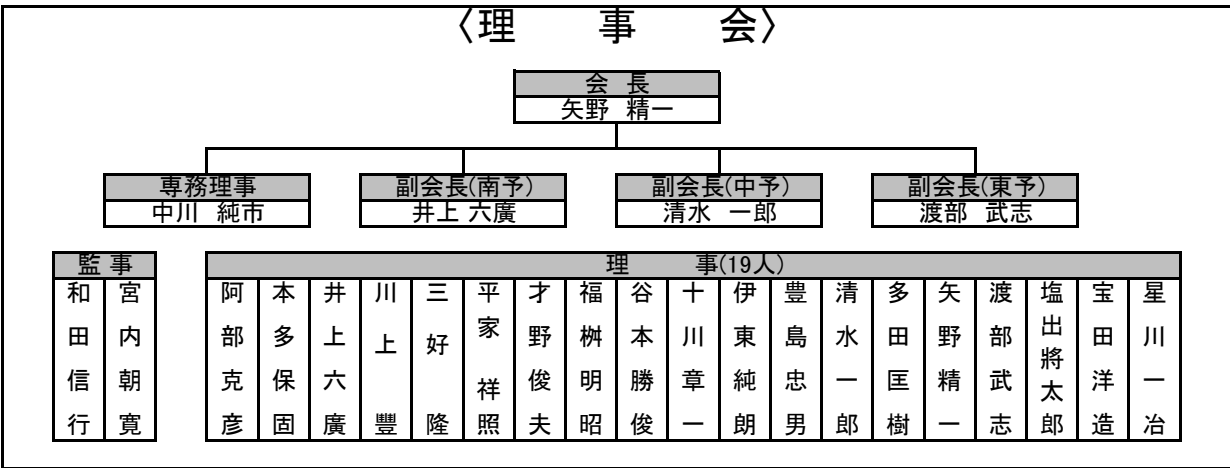 〈理 事 会〉
会 長
矢野 精一
専務理事
中川 純市
副会長(南予)
井上 六廣
副会長(中予)
清水 一郎
副会長(東予)
渡部 武志
監 事
和田信行
宮内朝寛
理 事(19人)
阿部克彦
本多保固
井上六廣
川上 豐
三好 隆
平家 祥照
才野俊夫
福桝明昭
谷本勝俊
十川章一
伊東純朗
豊島忠男
清水一郎
多田匡樹
矢野精一
渡部武志
塩出將太郎
宝田洋造
星川一冶